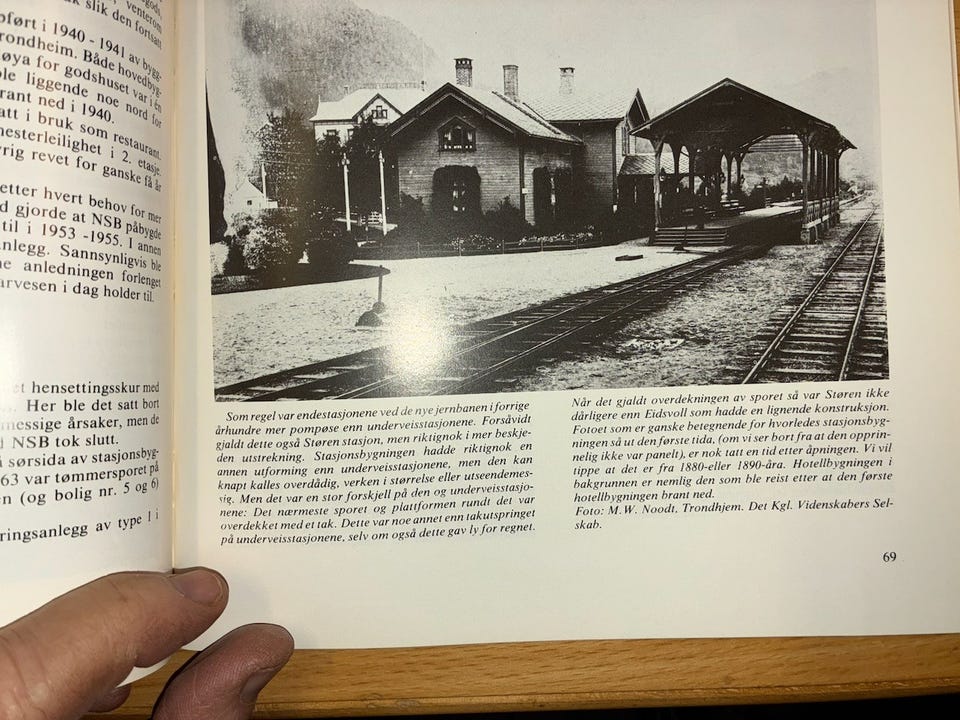 slik den fortsatt
ført i 1940 - 1941 av bygg-
rondheim. Både hovedbyg-
øya for godshuset var i én
ble liggende noe nord for
rant ned i 1940.
att i bruk som restaurant.
mesterleilighet i 2. etasje.
rig revet for ganske få år
etter hvert behov for mer
d gjorde at NSB påbygde
til i 1953 -1955. I annen
anlegg. Sannsynligvis ble
ne anledningen forlenget
arvesen i dag holder til.
et hensettingsskur med
Her ble det satt bort
messige årsaker, men de
d NSB tok slutt.
å sørsida av stasjonsbyg-
63 var tømmersporet på
en (og bolig nr. 5 og 6)
ringsanlegg av type I i
Som regel var endestasjonene ved de nye jernbanen i forrige
århundre mer pompøse enn underveisstasjonene. Forsåvidt
gjaldt dette også Støren stasjon, men riktignok i mer beskje-
den utstrekning. Stasjonsbygningen hadde riktignok en
annen utforming enn underveisstasjonene, men den kan
knapt kalles overdådig, verken i størrelse eller utseendemes-
sig. Men det var en stor forskjell på den og underveisstasjo-
nene: Det nærmeste sporet og plattformen rundt det var
overdekket med et tak. Dette var noe annet enn takutspringet
på underveisstasjonene, selv om også dette gav ly for regnet.
Når det gjaldt overdekningen av sporet så var Støren ikke
dårligere enn Eidsvoll som hadde en lignende konstruksjon.
Fotoet som er ganske betegnende for hvorledes stasjonsbyg-
ningen så ut den første tida, (om vi ser bort fra at den opprin-
nelig ikke var panelt), er nok tatt en tid etter åpningen. Vi vil
tippe at det er fra 1880-eller 1890-åra. Hotellbygningen i
bakgrunnen er nemlig den som ble reist etter at den første
hotellbygningen brant ned.
Foto: M.W. Noodt. Trondhjem. Det Kgl. Videnskabers Sel-
skab.
69